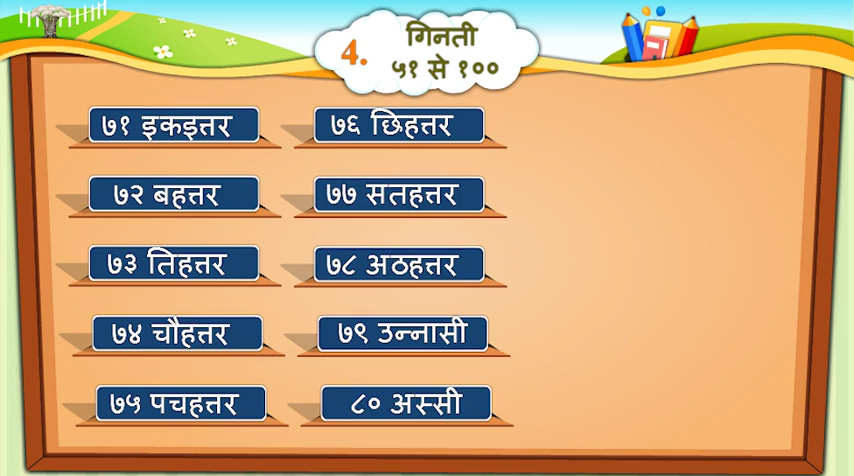 4.
गिनती
५१ से १००
७१ इकइत्तर
७२ बहत्तर
७३ तिहत्तर
७४ चौहत्तर
७५ पचहत्तर
७६ छिहत्तर
७७ सतहत्तर
७८ अठहत्तर
७९ उन्नासी
८० अस्सी